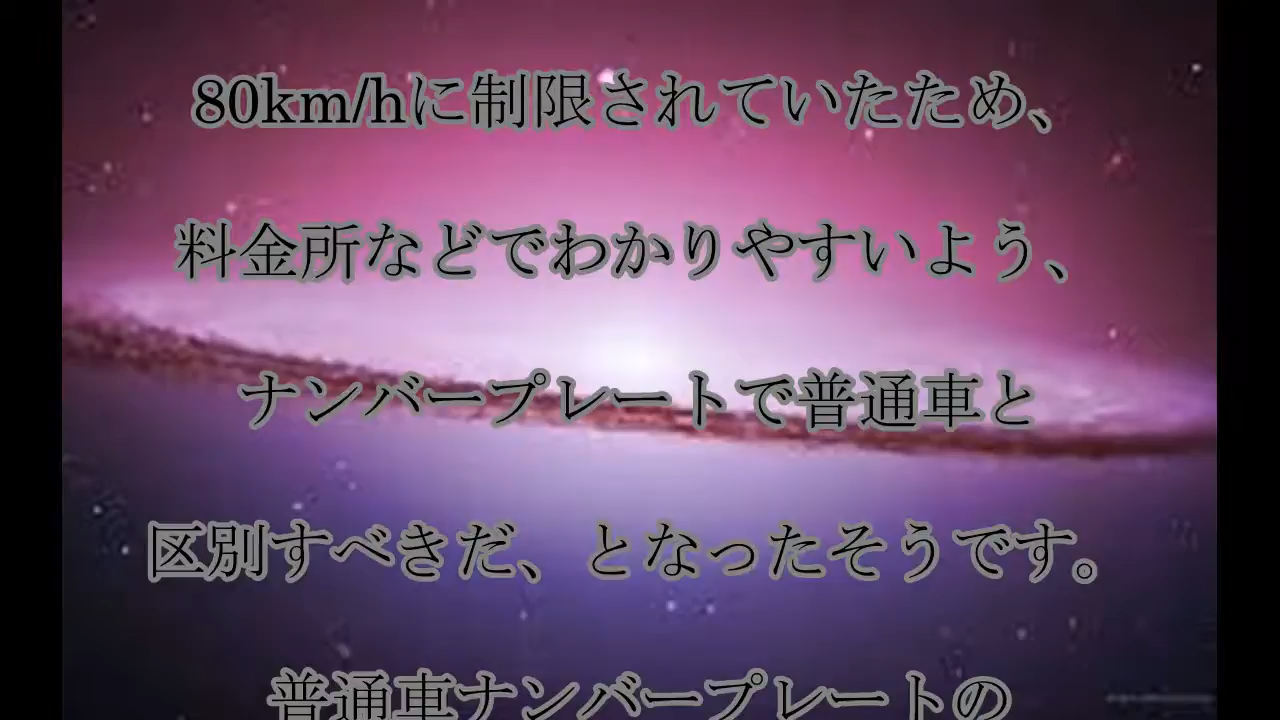 80km/hに制限されていたため、
料金所などでわかりやすいよう、
ナンバープレートで普通車と
区別すべきだ、となったそうです。
普通車ナンバープレートの